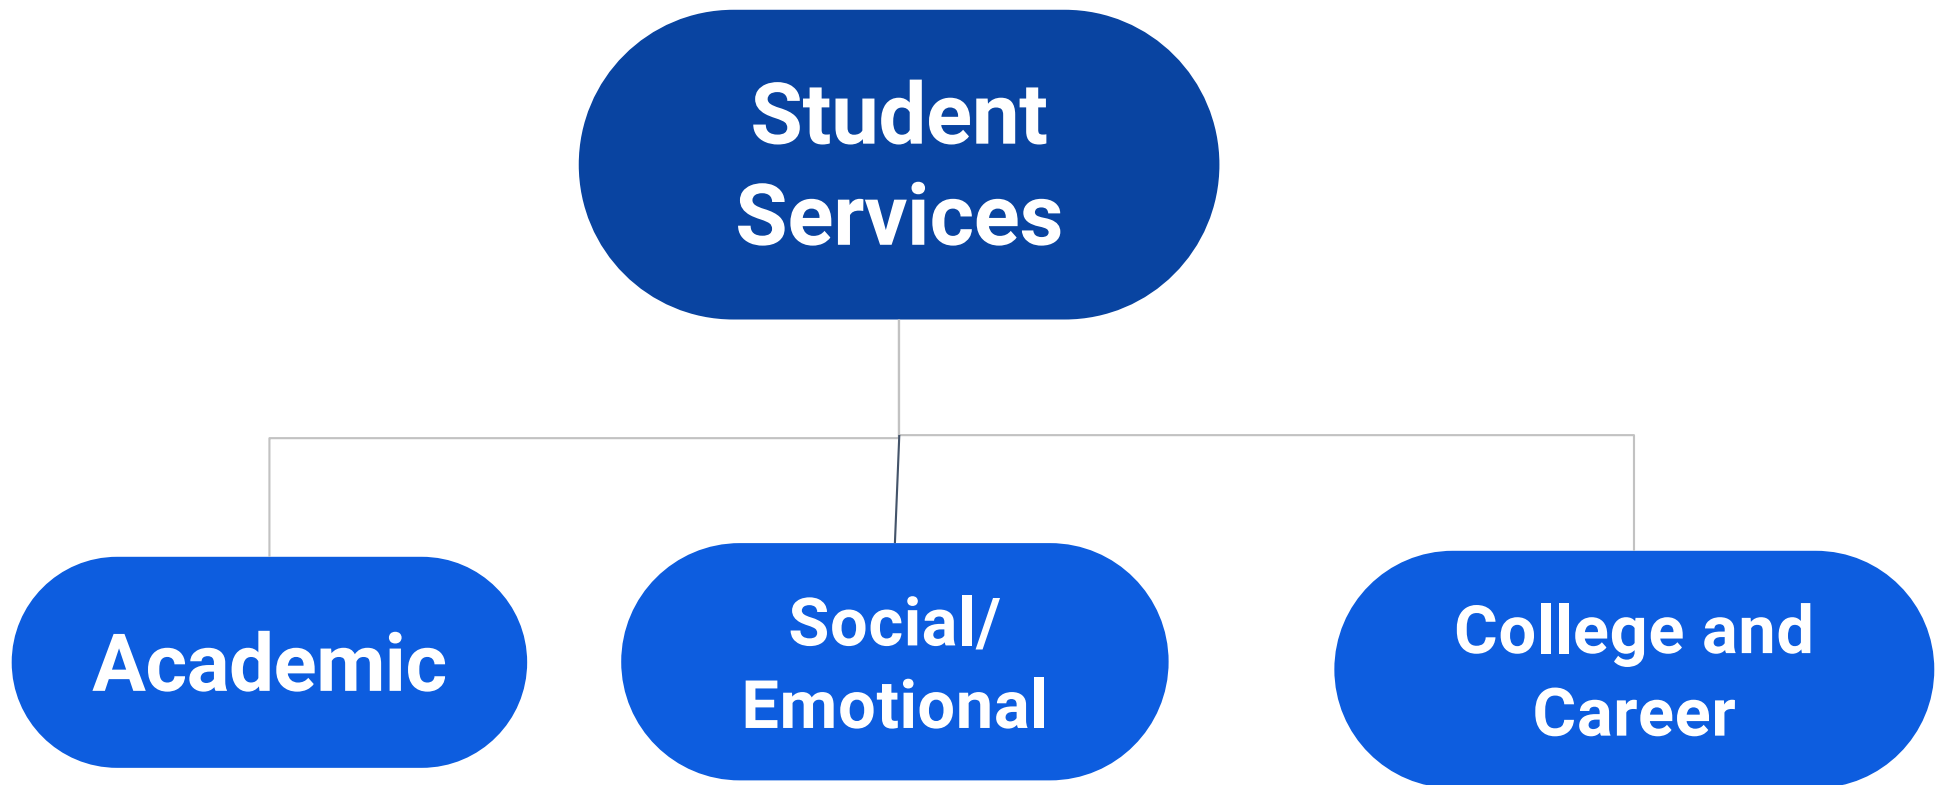 Student
Services
Academic
Social/
Emotional
College and
Career